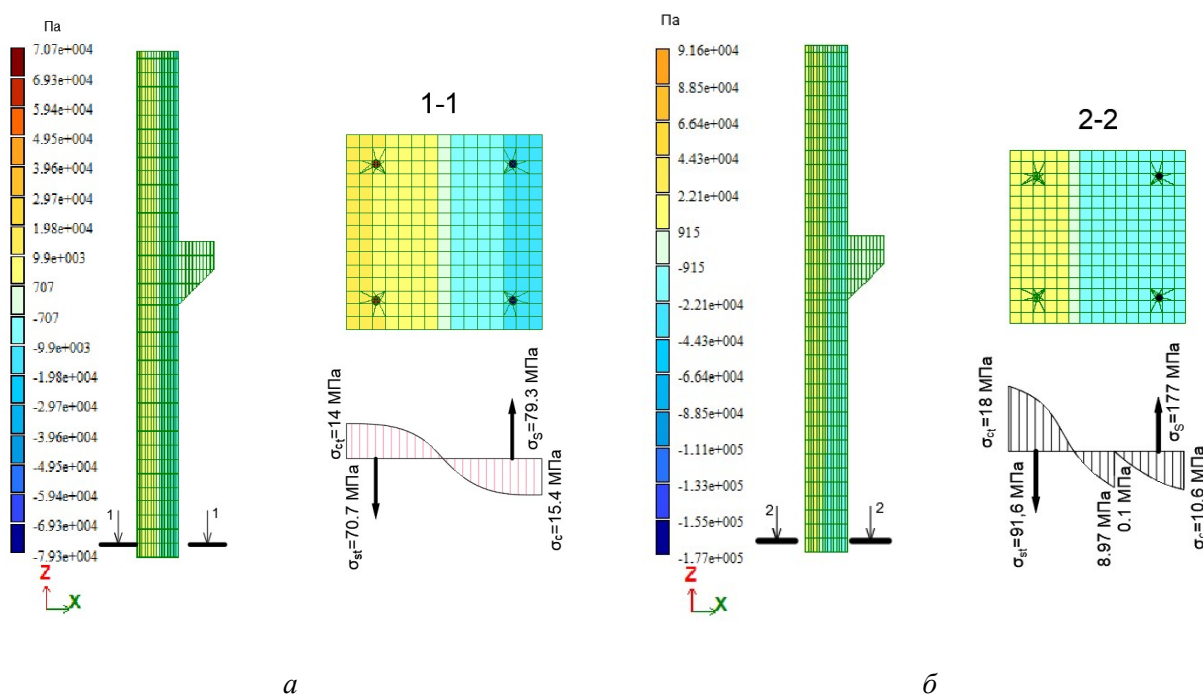 Па
7.07e+004
6.93e+004
5.94e+004
4.95e+004
3.96e+004
2.97e+004
1.98e+004
9.9e+003
707
-707
-9.9e+003
-1.98e+004
-2.97e+004
-3.96e+004
-4.95e+004
-5.94e+004
-6.93e+004
-7.93e+004
Z
X
1
1
1-1
σct=14 МПа
σst=70.7 МПа
σS=79.3 МПа
σc=15.4 МПа
а
Па
9.16e+004
8.85e+004
6.64e+004
4.43e+004
2.21e+004
915
-915
-2.21e+004
-4.43e+004
-6.64e+004
-8.85e+004
-1.11e+005
-1.33e+005
-1.55e+005
-1.77e+005
Z
X
2
2
2-2
σct=18 МПа
σst=91,6 МПа
8.97 МПа
0.1 МПа
σS=177 МПа
σc=10.6 МПа
б